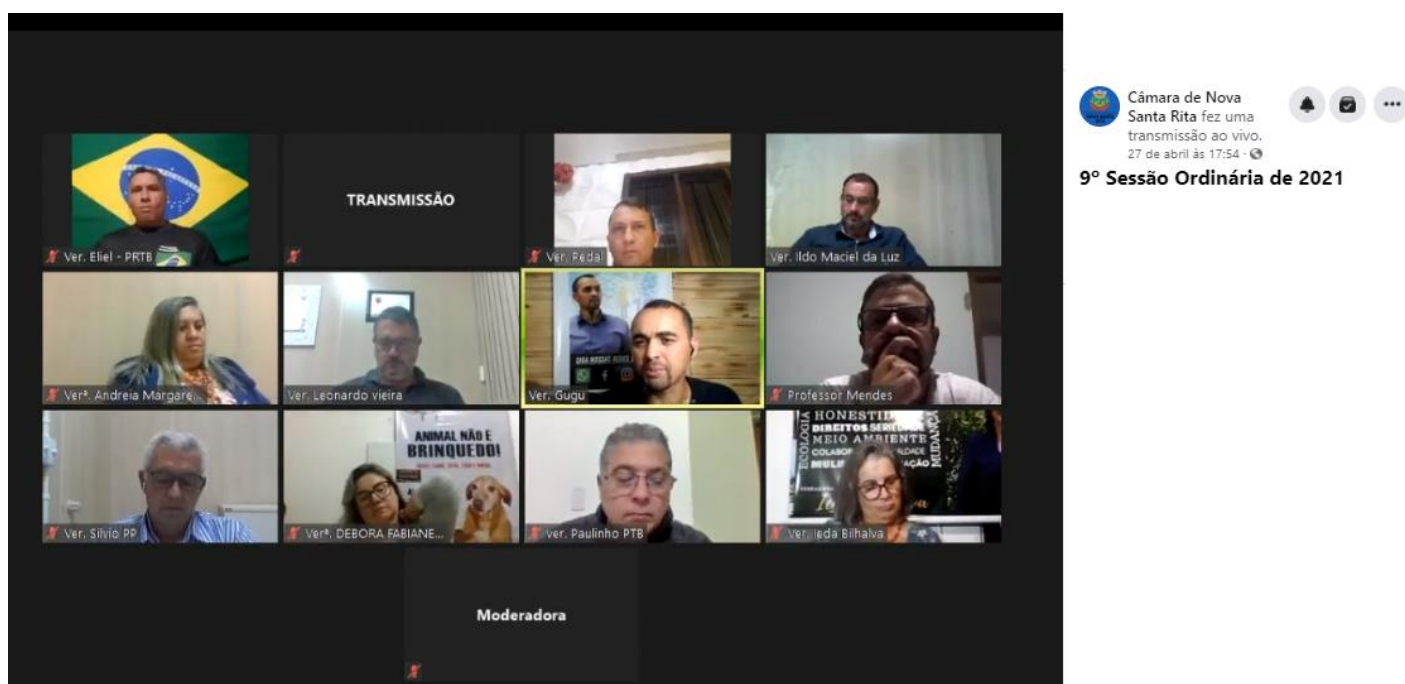 Câmara de Nova
Santa Rita fez uma
transmissão ao vivo.
27 de abril às 17:54
9º Sessão Ordinária de 2021
Ver. Eliel - PRTB
TRANSMISSÃO
Ver. Pedal
Ver. Ildo Maciel da Luz
Verª. Andreia Margare...
Ver. Leonardo vieira
Ver. Gugu
Professor Mendes
Ver. Silvio PP
ANIMAL NÃO É
BRINQUEDO!
Verª. DEBORA FABIANE...
ver. Paulinho PTB
ECOLOGIA
HONESTID
DIREITOS
MEIO AMBIENTE
MUDANÇA
ver. Ieda Bilhalva
Moderadora